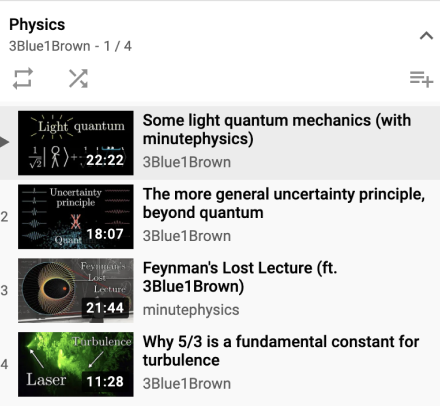 Physics
3Blue1Brown - 1 / 4
Light quantum
1
√2
22:22
Some light quantum mechanics (with
minutephysics)
3Blue1Brown
2
Uncertainty
principle
Quant
18:07
The more general uncertainty principle,
beyond quantum
3Blue1Brown
3
Feynman's
Lost
Lecture
21:44
Feynman's Lost Lecture (ft.
3Blue1Brown)
minutephysics
4
Turbulence
Laser
11:28
Why 5/3 is a fundamental constant for
turbulence
3Blue1Brown